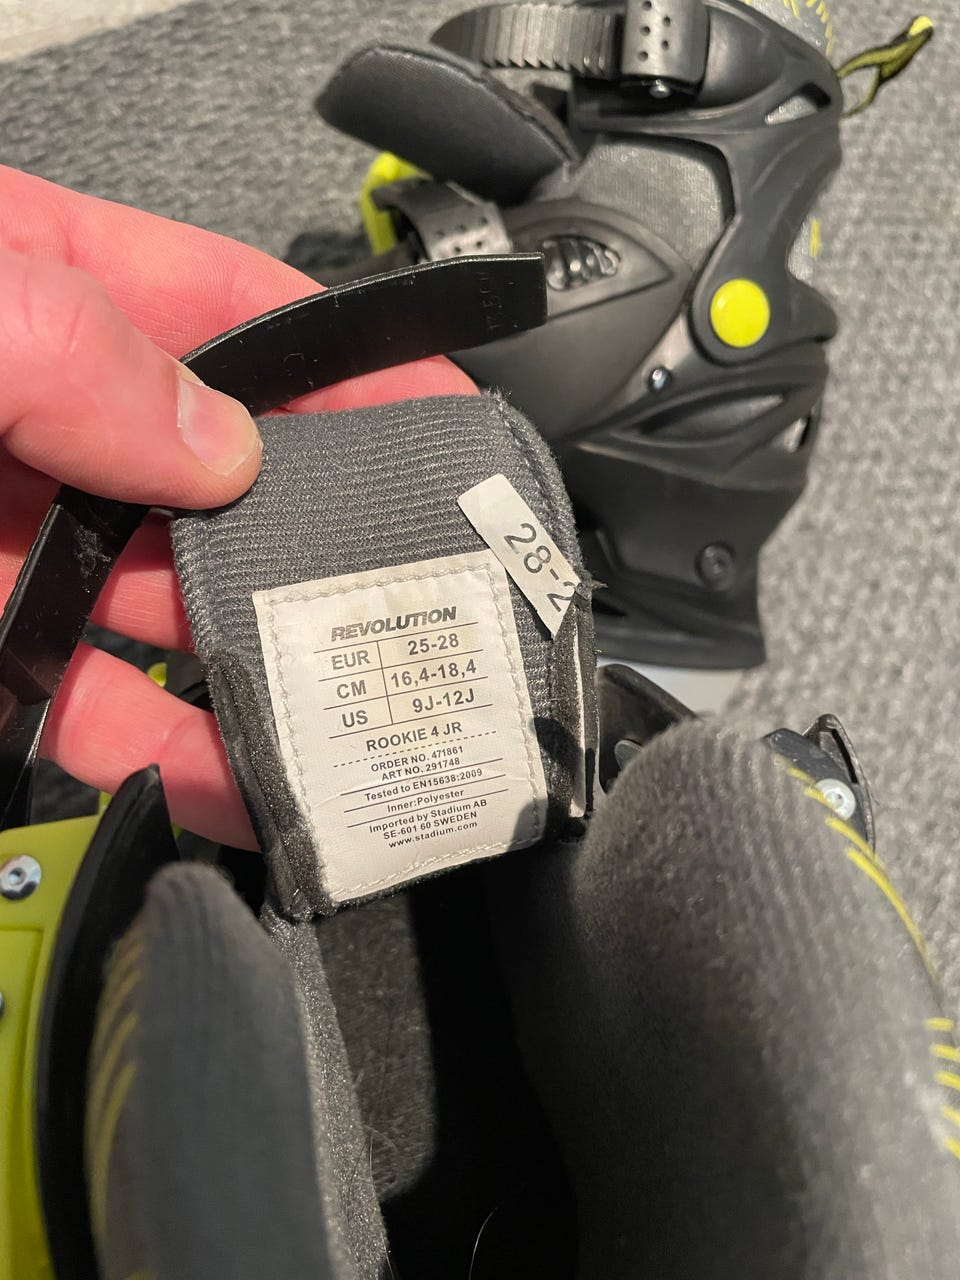 28-2
REVOLUTION
EUR 25-28
CM 16,4-18,4
US 9J-12J
ROOKIE 4 JR
ORDER NO. 471861
ART NO. 291748
Tested to EN15638:2009
Inner:Polyester
Imported by Stadium AB
SE-601 60 SWEDEN
www.stadium.com